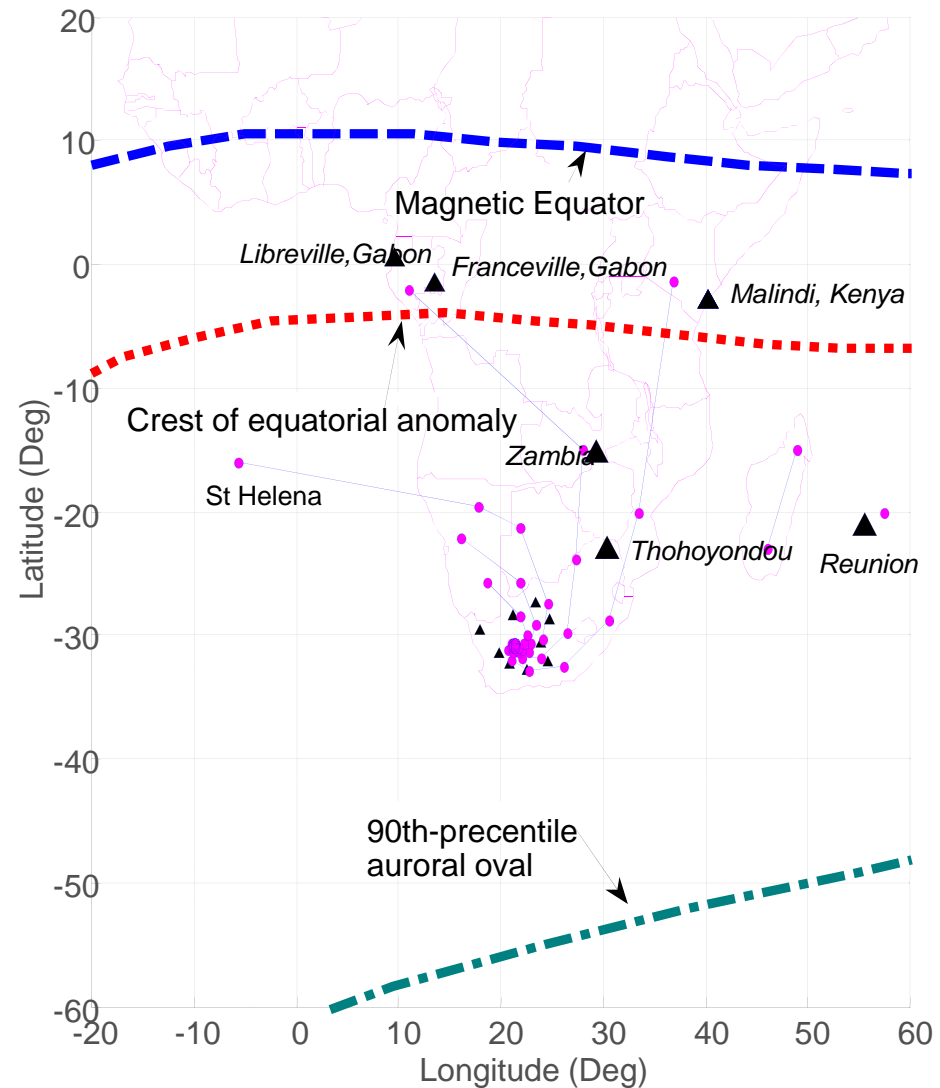 20
10
Magnetic Equator
Libreville,Gabon
0
Franceville,Gabon
Malindi, Kenya
-10
Crest of equatorial anomaly
Zambia
St Helena
-20
Thohoyondou
Reunion
-30
-40
90th-precentile
auroral oval
-50
-60
Latitude (Deg)
-20 -10 0 10 20 30 40 50 60
Longitude (Deg)